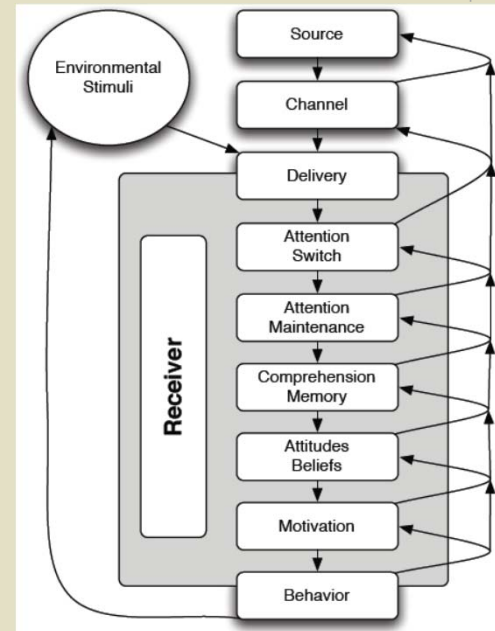 Source
Environmental
Stimuli
Channel
Delivery
Attention
Switch
Attention
Maintenance
Receiver
Comprehension
Memory
Attitudes
Beliefs
Motivation
Behavior